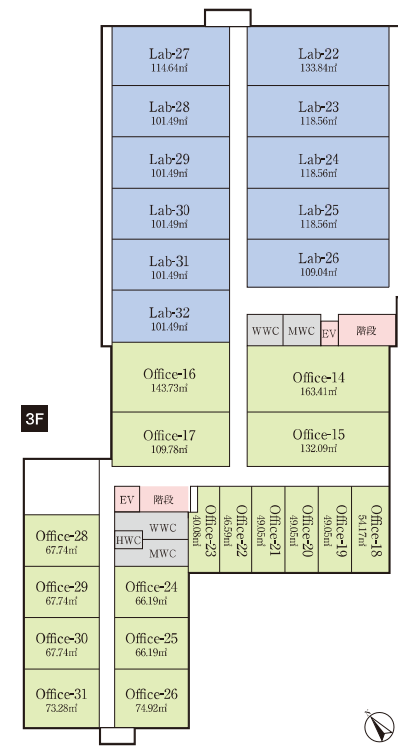 Lab-27
114.64㎡
Lab-22
133.84㎡
Lab-28
101.49㎡
Lab-23
118.56㎡
Lab-29
101.49㎡
Lab-24
118.56㎡
Lab-30
101.49㎡
Lab-25
118.56㎡
Lab-31
101.49㎡
Lab-26
109.04㎡
Lab-32
101.49㎡
WWC
MWC
EV
階段
Office-16
143.73㎡
Office-14
163.41㎡
3F
Office-17
109.78㎡
Office-15
132.09㎡
EV
階段
WWC
HWC
MWC
Office-23
40.08㎡
Office-22
46.59㎡
Office-21
49.05㎡
Office-20
49.05㎡
Office-19
49.05㎡
Office-18
54.17㎡
Office-28
67.74㎡
Office-29
67.74㎡
Office-24
66.19㎡
Office-30
67.74㎡
Office-25
66.19㎡
Office-31
73.28㎡
Office-26
74.92㎡